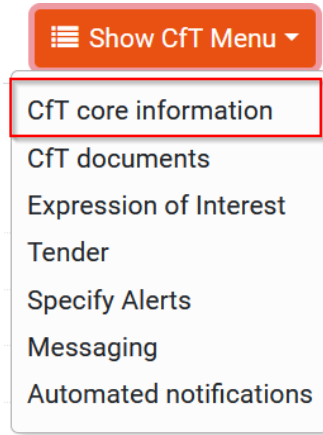 Show CfT Menu
CfT core information
CfT documents
Expression of Interest
Tender
Specify Alerts
Messaging
Automated notifications